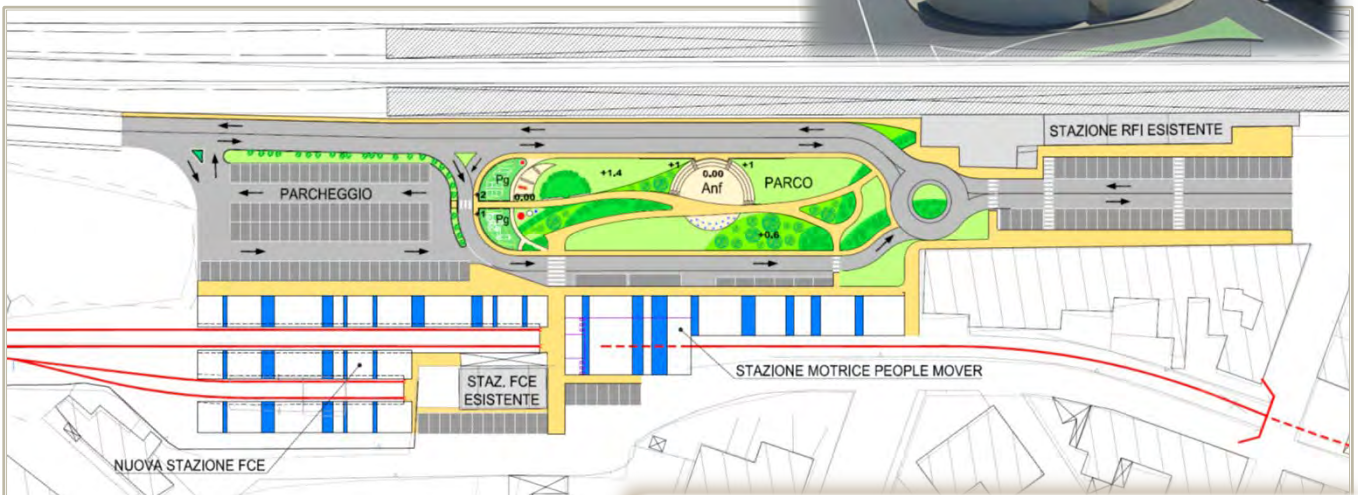 STAZIONE RFI ESISTENTE
PARCHEGGIO
Pg
0.00
Pg
+2
+1
+1.4
+1
0.00
Anf
+1
PARCO
+0.6
STAZIONE MOTRICE PEOPLE MOVER
STAZ. FCE
ESISTENTE
NUOVA STAZIONE FCE